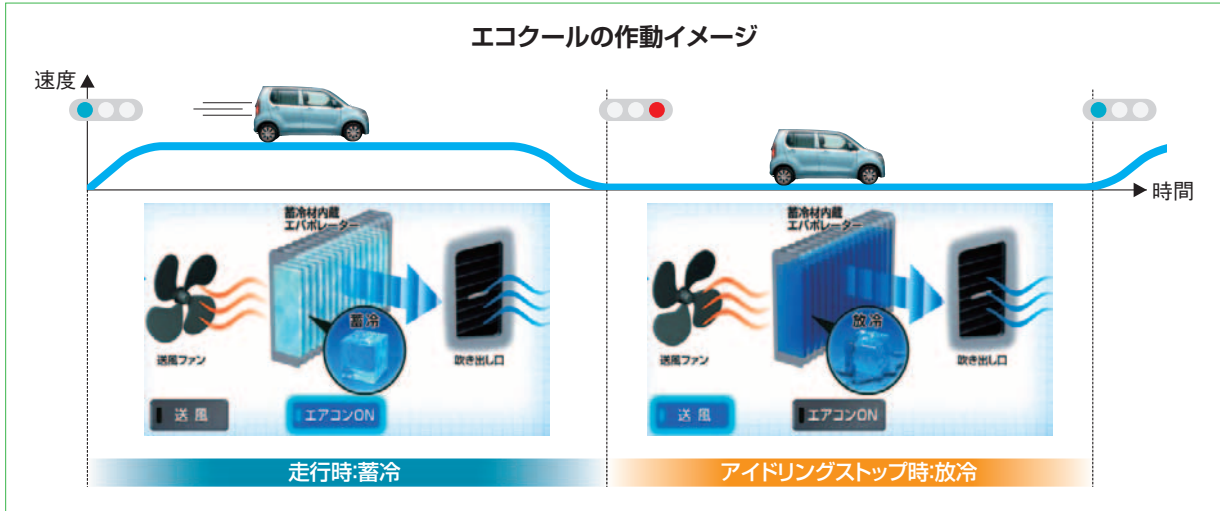 エコクールの作動イメージ
速度
時間
蓄冷材内蔵
エバポレーター
蓄冷
送風ファン
吹き出し口
送風
エアコンON
蓄冷材内蔵
エバポレーター
放冷
送風ファン
吹き出し口
送風
エアコンON
走行時:蓄冷
アイドリングストップ時:放冷